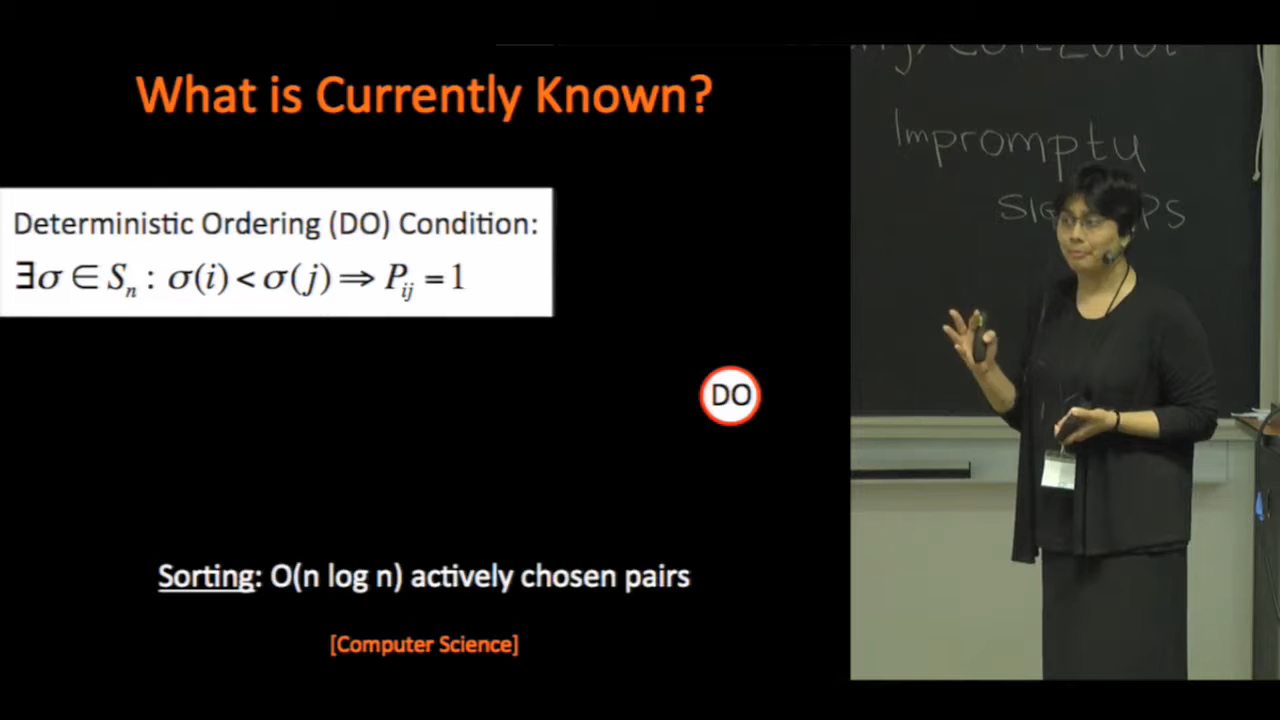 What is Currently Known?
Deterministic Ordering (DO) Condition:
∃σ ∈ Sₙ : σ(i) < σ(j) ⇒ Pᵢⱼ = 1
DO
Sorting: O(n log n) actively chosen pairs
[Computer Science]
Impromptu